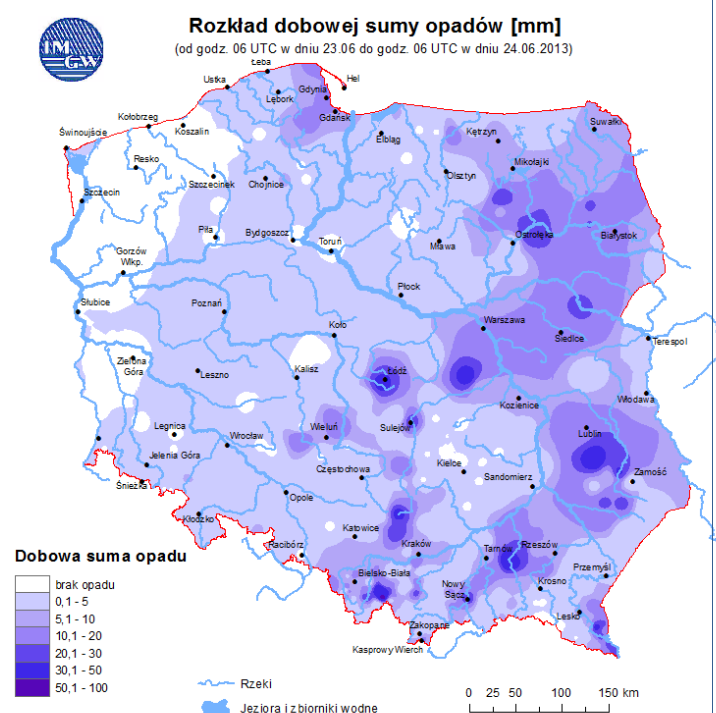 Rozkład dobowej sumy opadów [mm]
(od godz. 06 UTC w dniu 23.06 do godz. 06 UTC w dniu 24.06.2013)
IM
GW
Łeba
Ustka
Hel
Lębork
Gdynia
Gdańsk
Kołobrzeg
Koszalin
Świnoujście
Elbląg
Kętrzyn
Suwałki
Resko
Mikołajki
Olsztyn
Szczecinek
Chojnice
Szczecin
Piła
Bydgoszcz
Toruń
Mława
Ostrołęka
Białystok
Gorzów
Wlkp.
Płock
Słubice
Poznań
Koło
Warszawa
Siedlce
Terespol
Zielona
Góra
Leszno
Kalisz
Łódź
Kozienice
Włodawa
Legnica
Wrocław
Wieluń
Sulejów
Lublin
Jelenia Góra
Śnieżka
Częstochowa
Kielce
Sandomierz
Zamość
Opole
Kłodzko
Katowice
Racibórz
Kraków
Tarnów
Rzeszów
Przemyśl
Bielsko-Biała
Nowy
Sącz
Krosno
Lesko
Zakopane
Kasprowy Wierch
Dobowa suma opadu
brak opadu
0,1 - 5
5,1 - 10
10,1 - 20
20,1 - 30
30,1 - 50
50,1 - 100
Rzeki
Jeziora i zbiorniki wodne
0 25 50 100 150 km